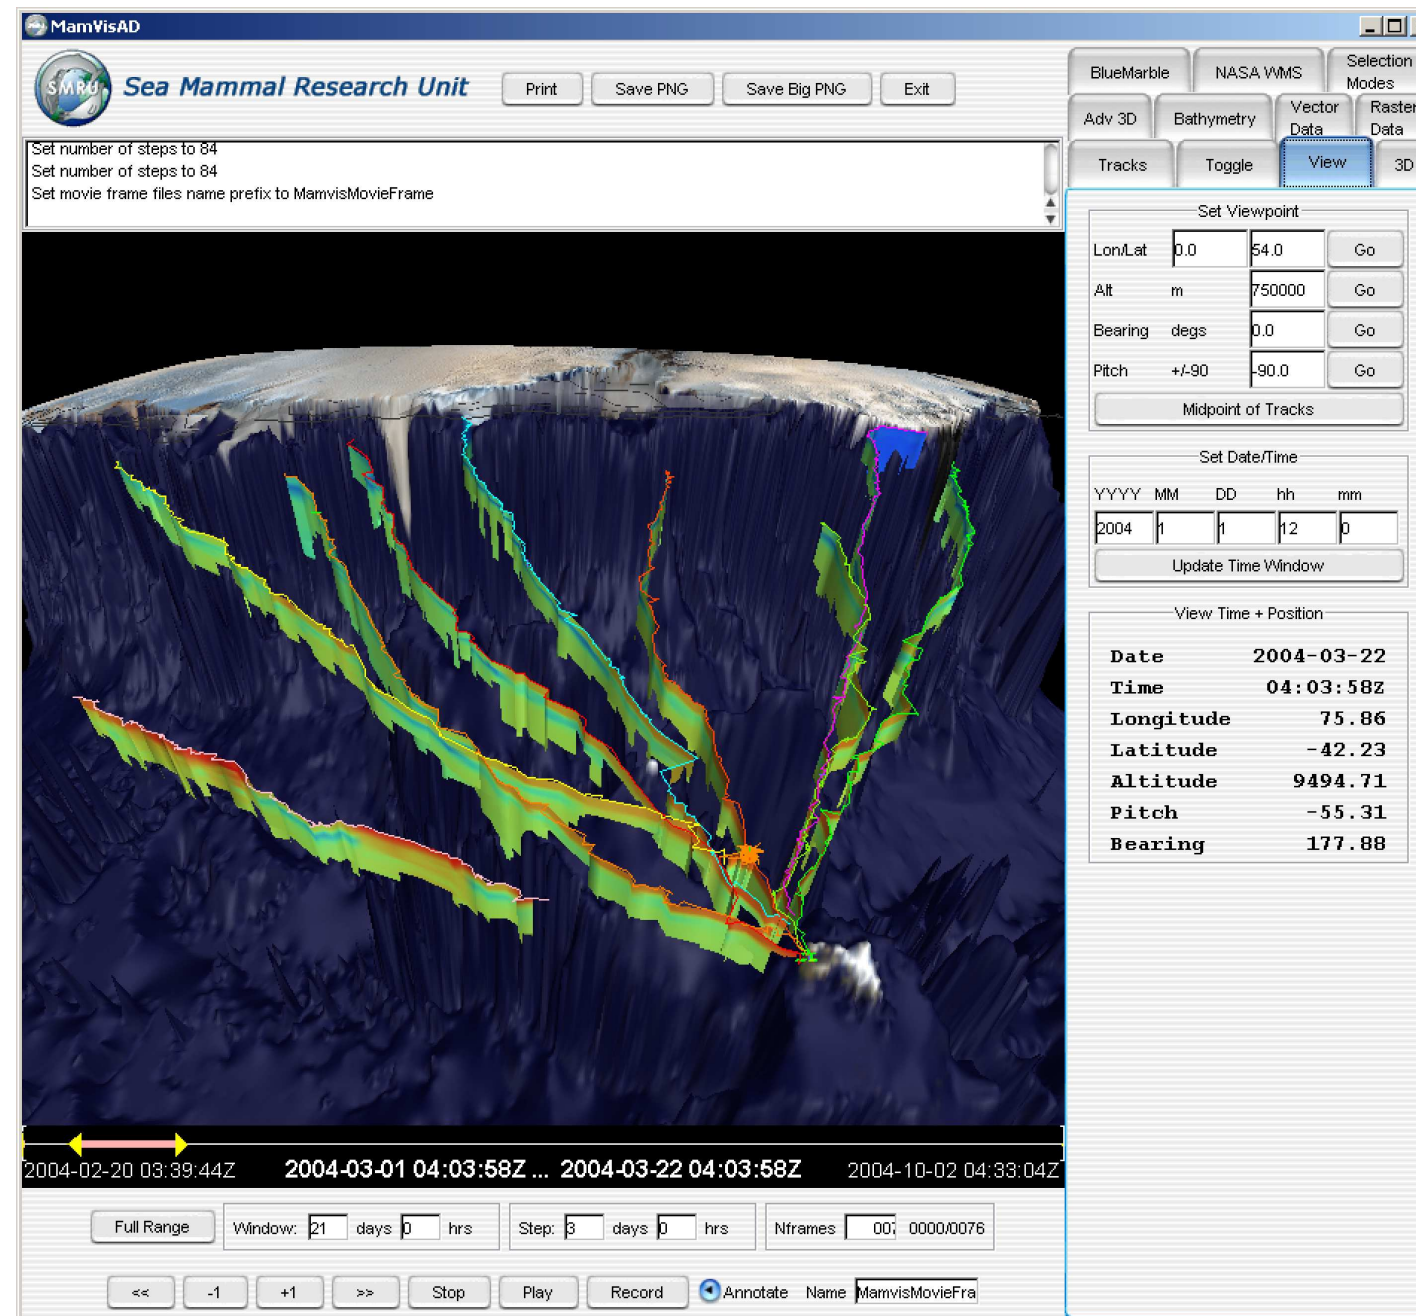 MamVisAD
SMRU Sea Mammal Research Unit Print Save PNG Save Big PNG Exit
Set number of steps to 84
Set number of steps to 84
Set movie frame files name prefix to MamvisMovieFrame
BlueMarble NASA WMS Selection Modes
Adv 3D Bathymetry Vector Data Raster Data
Tracks Toggle View 3D
Set Viewpoint
Lon/Lat 0.0 54.0 Go
Alt m 750000 Go
Bearing degs 0.0 Go
Pitch +/-90 -90.0 Go
Midpoint of Tracks
Set Date/Time
YYYY MM DD hh mm
2004 1 1 12 0
Update Time Window
View Time + Position
Date 2004-03-22
Time 04:03:58Z
Longitude 75.86
Latitude -42.23
Altitude 9494.71
Pitch -55.31
Bearing 177.88
2004-02-20 03:39:44Z 2004-03-01 04:03:58Z ... 2004-03-22 04:03:58Z 2004-10-02 04:33:04Z
Full Range Window: 21 days 0 hrs Step: 3 days 0 hrs Nframes 0000/0076
<< -1 +1 >> Stop Play Record Annotate Name MamvisMovieFra